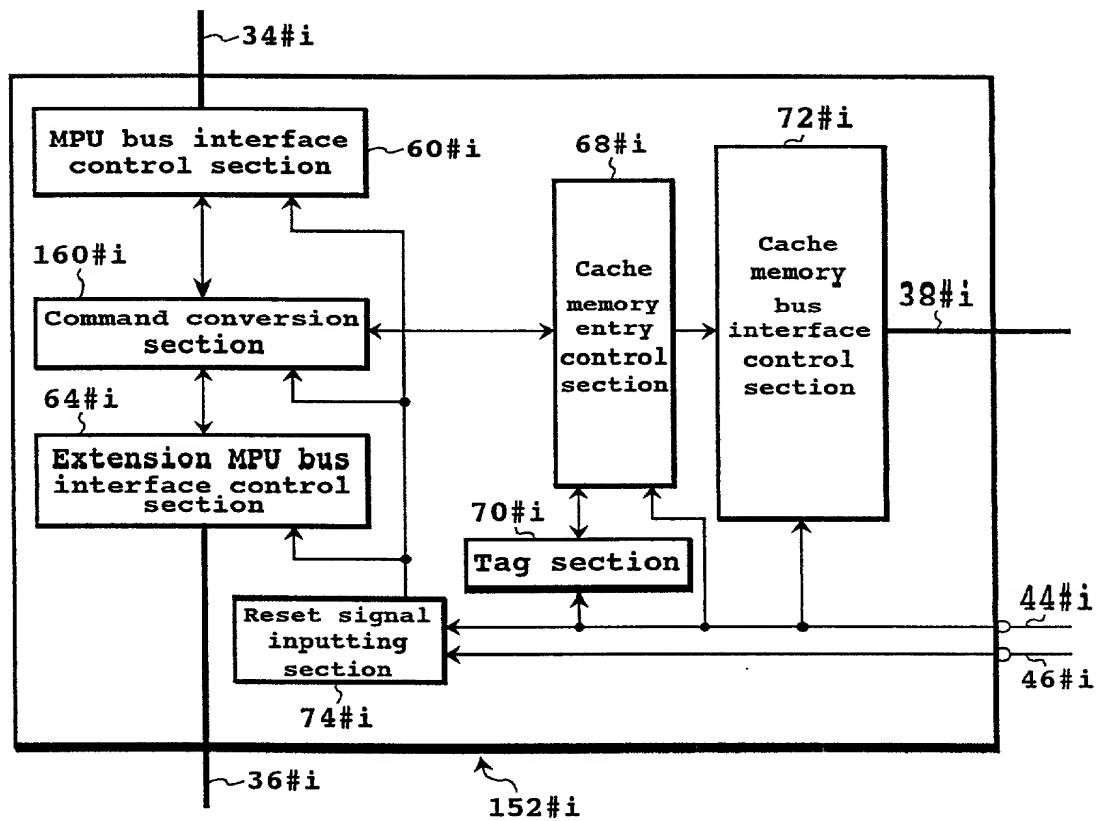 34#i
MPU bus interface
control section
60#i
160#i
Command conversion
section
64#i
Extension MPU bus
interface control
section
68#i
Cache
memory
entry
control
section
72#i
Cache
memory
bus
interface
control
section
38#i
70#i
Tag section
Reset signal
inputting
section
74#i
44#i
46#i
36#i
152#i